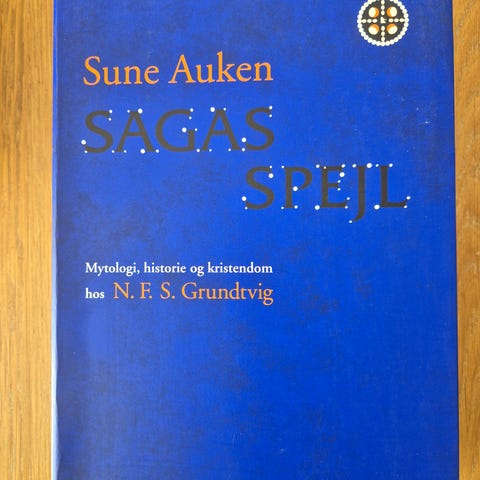 Sune Auken
SAGAS
SPEJL
Mytologi, historie og kristendom
hos N. F. S. Grundtvig